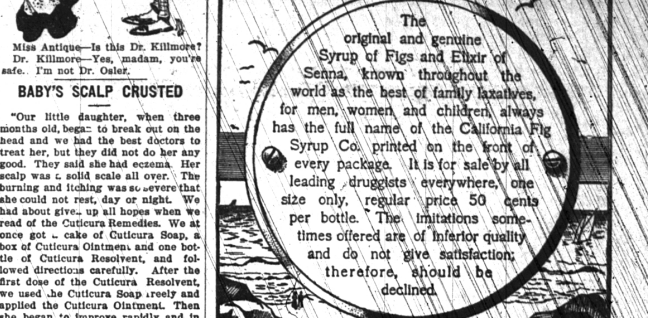 Miss Antique—Is this Dr. Killmore?
Dr. Killmore—Yes, madam, you're
safe. I'm not Dr. Osler.
BABY'S SCALP CRUSTED
"Our little daughter, when three
months old, began to break out on the
head and we had the best doctors to
treat her, but they did not do her any
good. They said she had eczema. Her
scalp was a solid scale all over. The
burning and itching was so severe that
she could not rest, day or night. We
had about given up all hopes when we
read of the Cuticura Remedies. We at
once got a cake of Cuticura Soap, a
box of Cuticura Ointment and one bot-
tle of Cuticura Resolvent, and fol-
lowed directions carefully. After the
first dose of the Cuticura Resolvent,
we used the Cuticura Soap freely and
applied the Cuticura Ointment. Then
she began to improve rapidly and in
The
original and genuine
Syrup of Figs and Elixir of
Senna, known throughout the
world as the best of family laxatives,
for men, women and children, always
has the full name of the California Fig
Syrup Co. printed on the front of
every package. It is for sale by all
leading druggists everywhere, one
size only, regular price 50 cents
per bottle. The imitations some-
times offered are of inferior quality
and do not give satisfaction;
therefore, should be
declined.